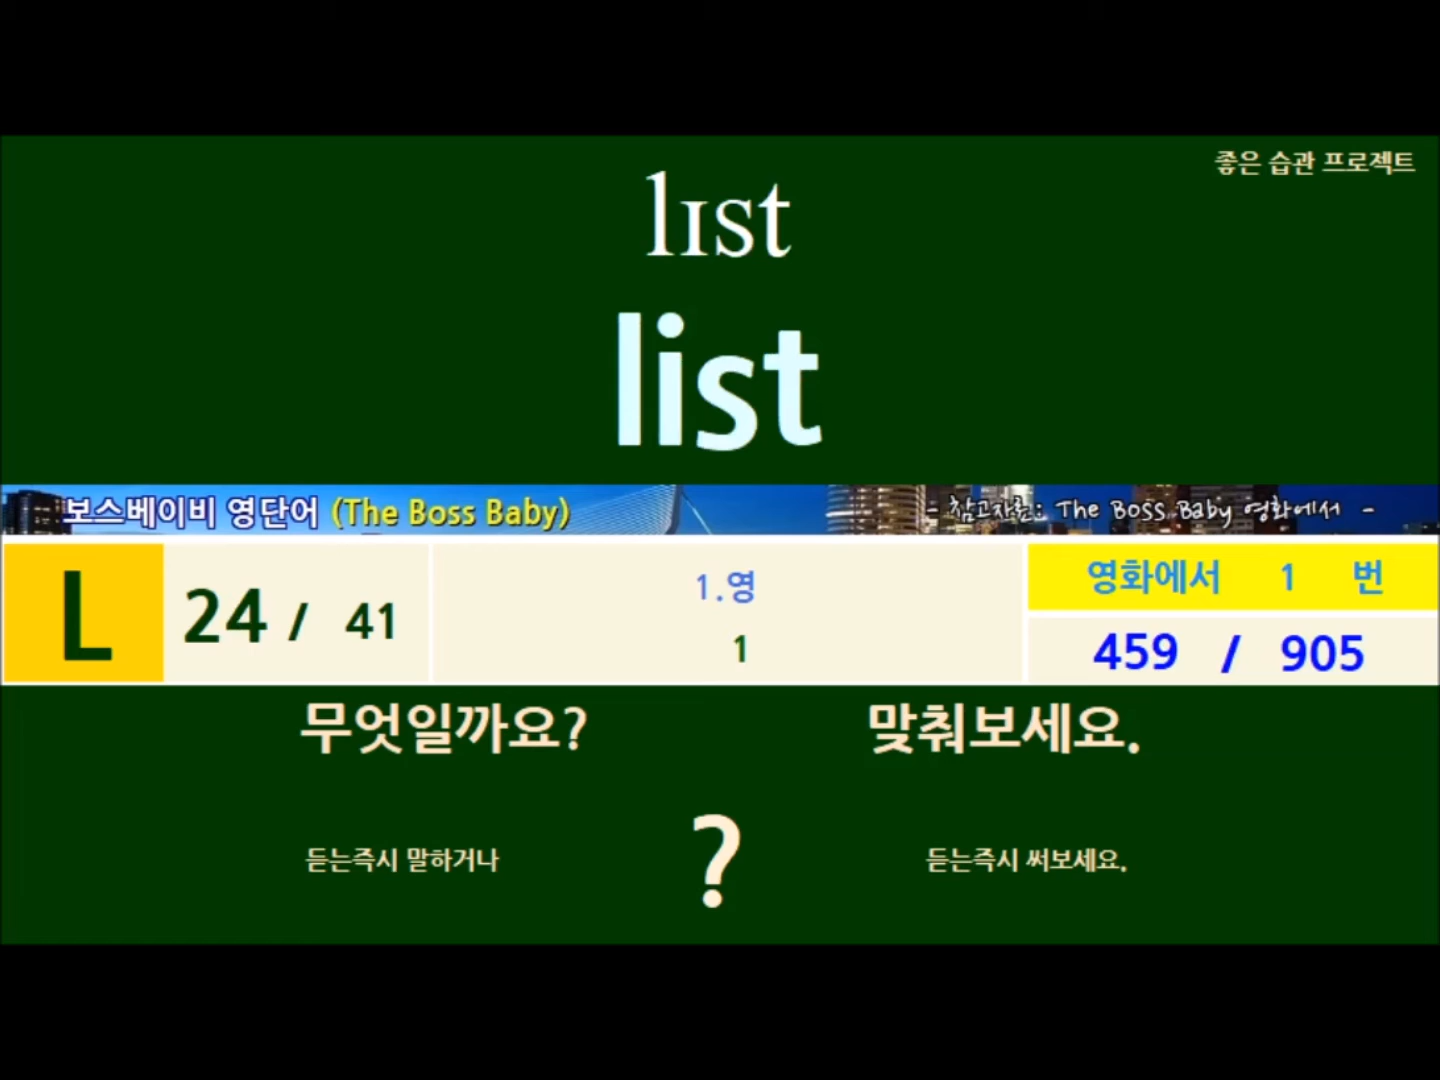 좋은 습관 프로젝트
lɪst
list
보스베이비 영단어 (The Boss Baby)
- 참고자료: The Boss Baby 영화에서 -
L 24 / 41
1.영
1
영화에서 1 번
459 / 905
무엇일까요? 맞춰보세요.
?
듣는즉시 말하거나 듣는즉시 써보세요.